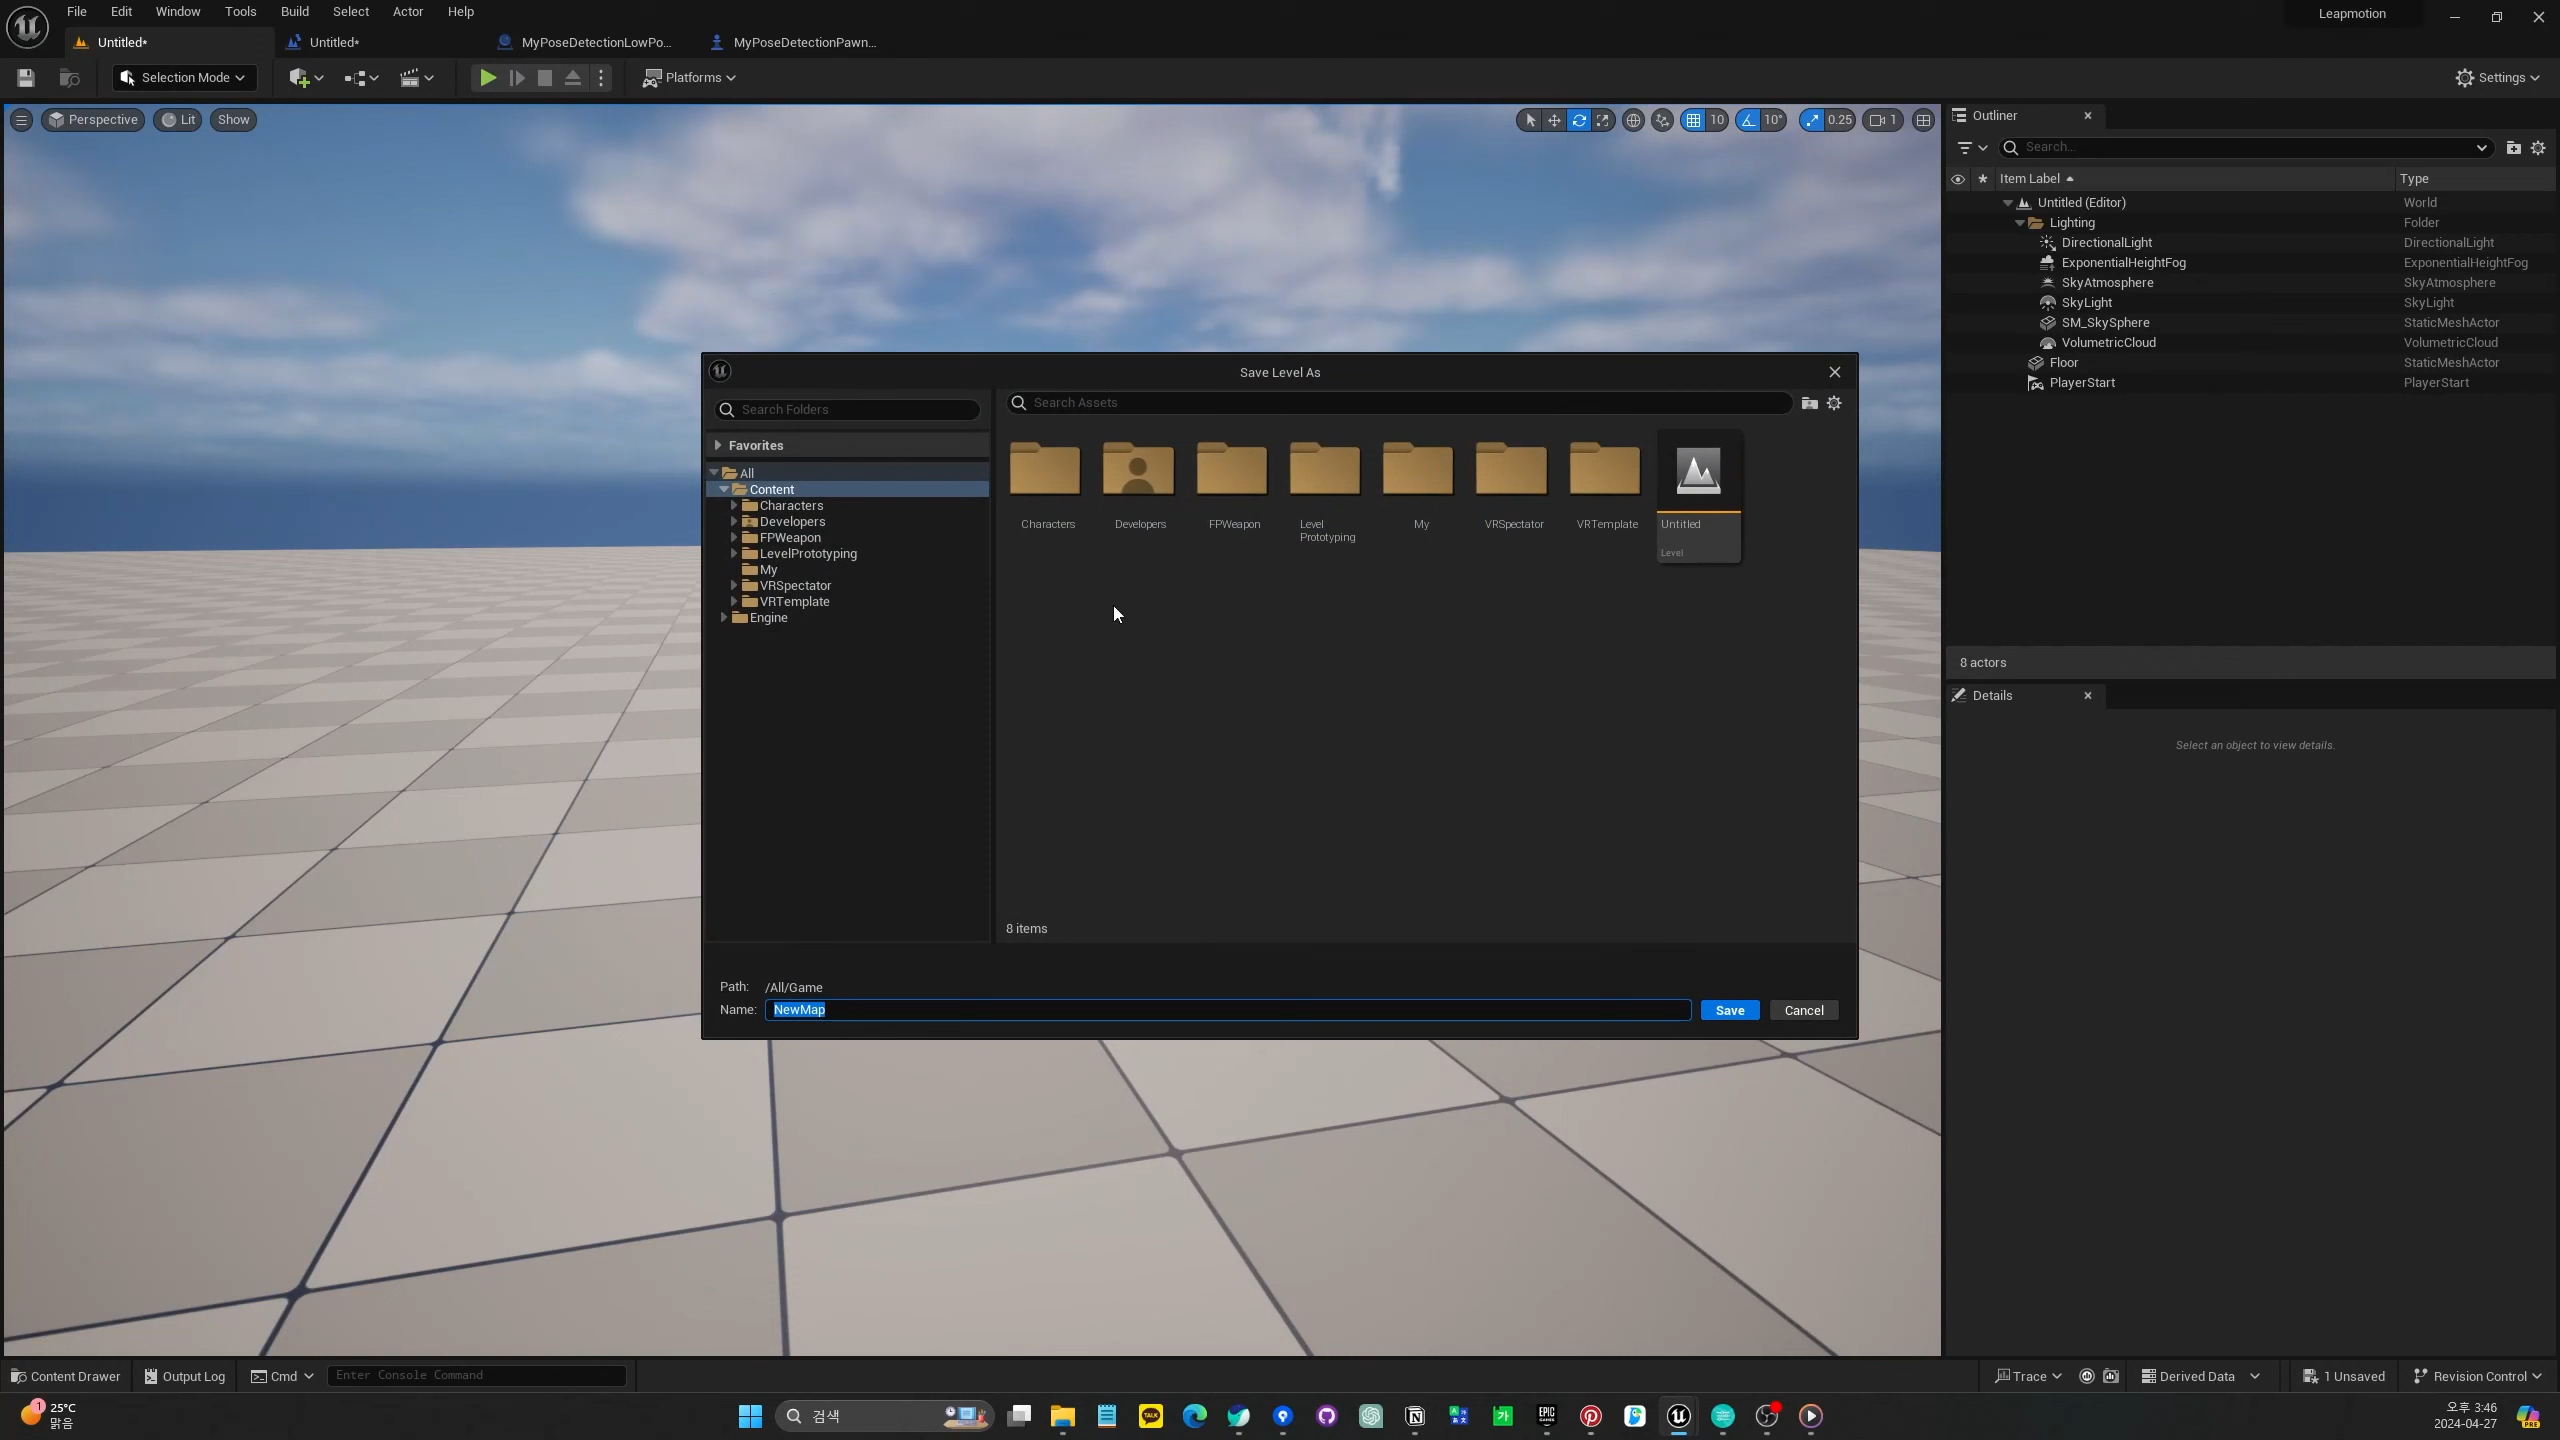 File Edit Window Tools Build Select Actor Help
Leapmotion
Untitled* Untitled* MyPoseDetectionLowPo... MyPoseDetectionPawn...
Selection Mode Platforms Settings
Perspective Lit Show 10 10° 0.25 1
Outliner
Search...
Item Label Type
Untitled (Editor) World
Lighting Folder
DirectionalLight DirectionalLight
ExponentialHeightFog ExponentialHeightFog
SkyAtmosphere SkyAtmosphere
SkyLight SkyLight
SM_SkySphere StaticMeshActor
VolumetricCloud VolumetricCloud
Floor StaticMeshActor
PlayerStart PlayerStart
8 actors
Details
Select an object to view details.
Save Level As
Search Folders
Favorites
All
Content
Characters
Developers
FPWeapon
LevelPrototyping
My
VRSpectator
VRTemplate
Engine
Search Assets
Characters Developers FPWeapon Level My VRSpectator VRTemplate Untitled
Prototyping
Level
8 items
Path: /All/Game
Name: NewMap Save Cancel
Content Drawer Output Log Cmd Enter Console Command Trace Derived Data 1 Unsaved Revision Control
1
25°C
맑음
검색
TALK
EPIC
GAMES
가
오후 3:46
2024-04-27
PRE